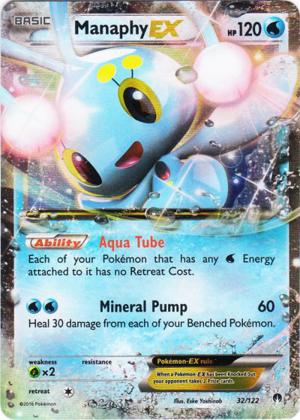 BASIC
Manaphy EX HP120
Ability Aqua Tube
Each of your Pokémon that has any Energy
attached to it has no Retreat Cost.
Mineral Pump 60
Heal 30 damage from each of your Benched Pokémon.
weakness resistance
×2
retreat
Pokémon-EX rule
When a Pokémon-EX has been Knocked Out,
your opponent takes 2 Prize cards.
©2016 Pokémon
Illus. Eske Yoshinob
32/122